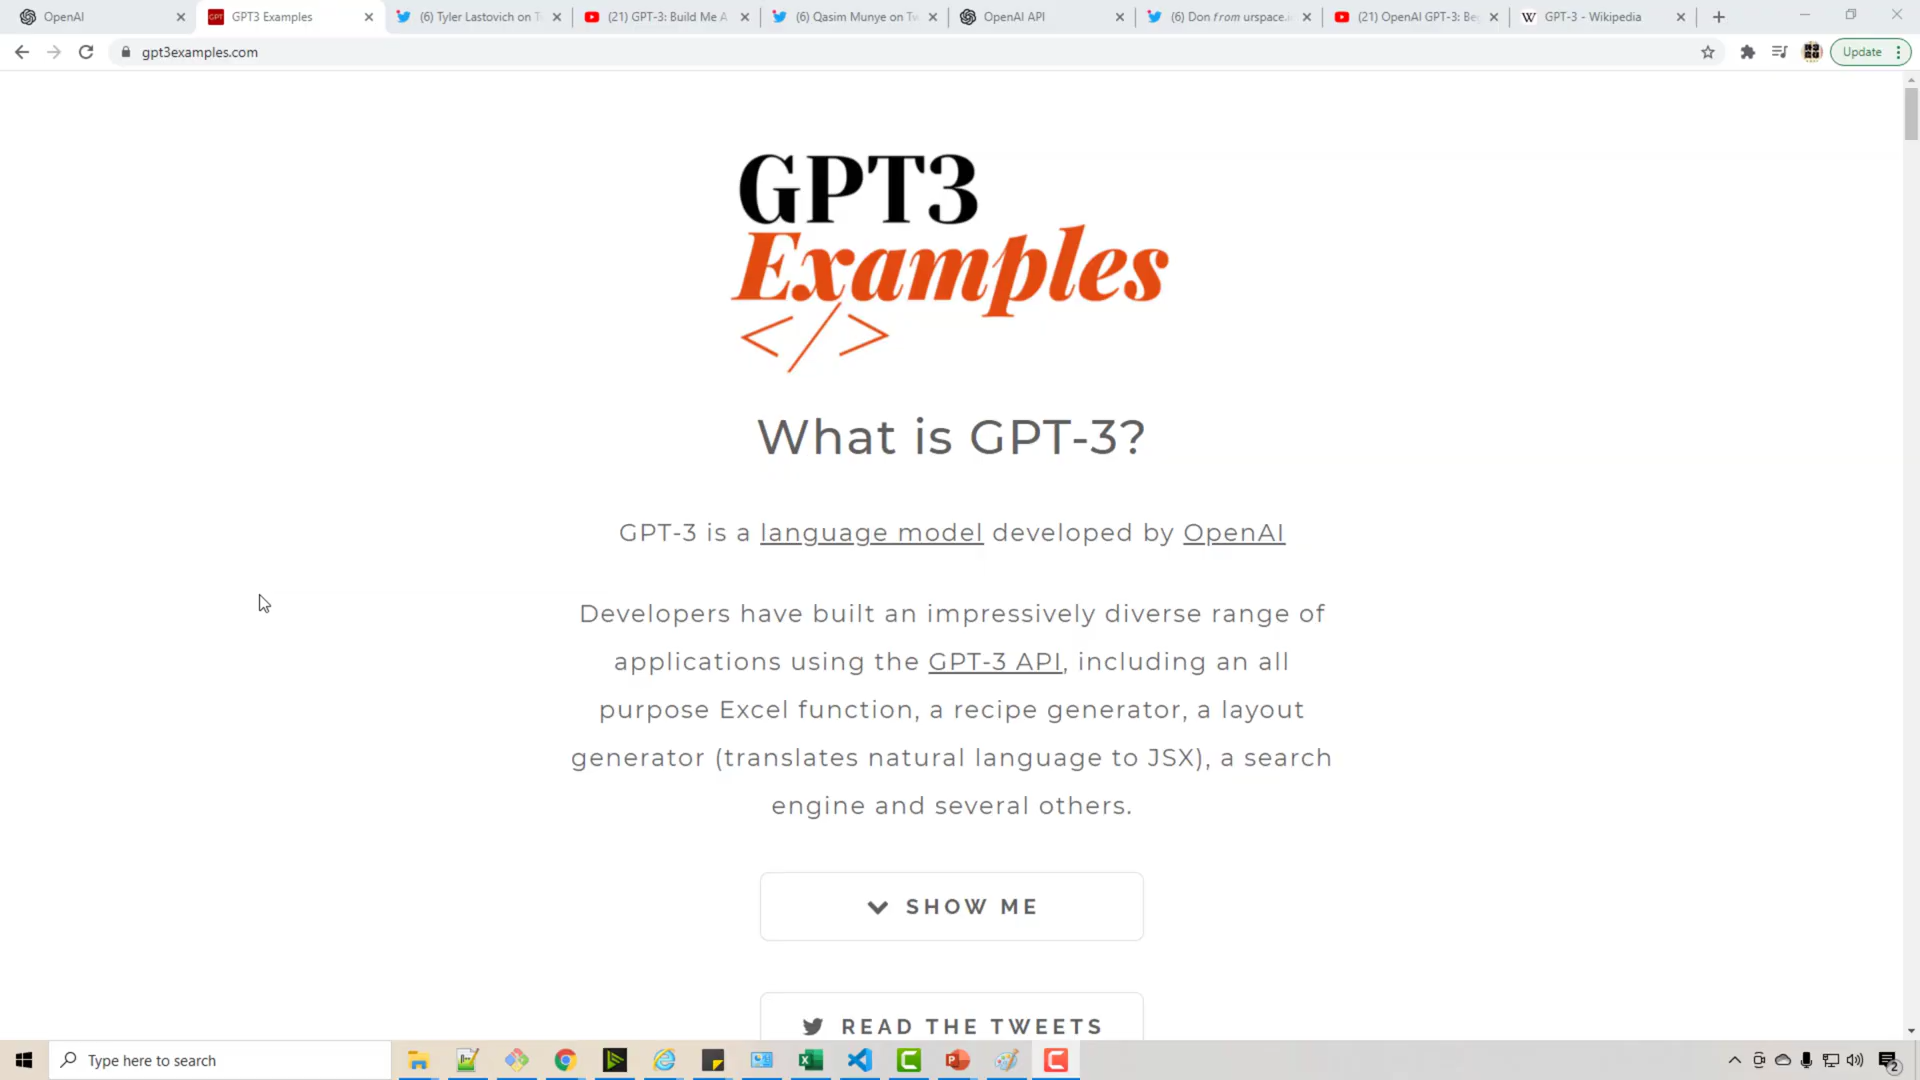 OpenAI
GPT3 Examples
(6) Tyler Lastovich on T
(21) GPT-3: Build Me A
(6) Qasim Munye on Tw
OpenAI API
(6) Don from urspace.i
(21) OpenAI GPT-3: Be
GPT-3 - Wikipedia
gpt3examples.com
Update
GPT3
Examples
</>
What is GPT-3?
GPT-3 is a language model developed by OpenAI
Developers have built an impressively diverse range of
applications using the GPT-3 API, including an all
purpose Excel function, a recipe generator, a layout
generator (translates natural language to JSX), a search
engine and several others.
SHOW ME
READ THE TWEETS
Type here to search
2